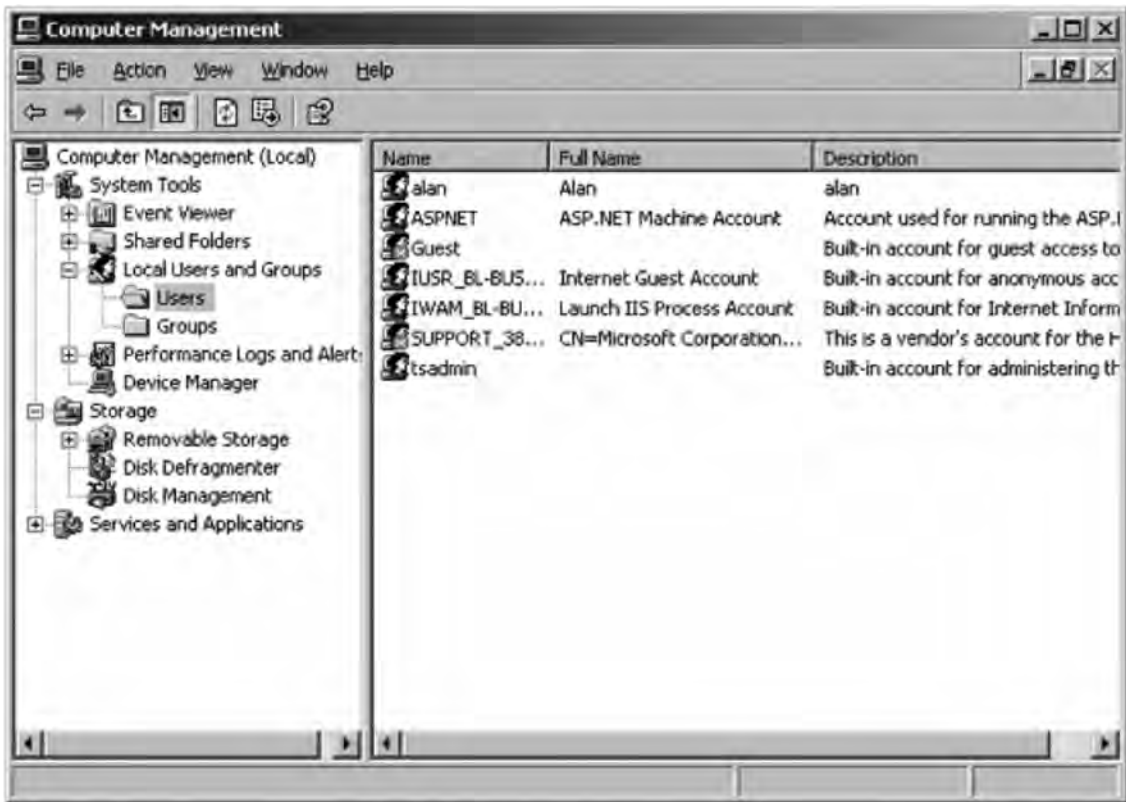 Computer Management
File Action View Window Help
Computer Management (Local)
System Tools
Event Viewer
Shared Folders
Local Users and Groups
Users
Groups
Performance Logs and Alert
Device Manager
Storage
Removable Storage
Disk Defragmenter
Disk Management
Services and Applications
Name Full Name Description
alan Alan alan
ASPNET ASP.NET Machine Account Account used for running the ASP.
Guest Built-in account for guest access to
IUSR_BL-BUS... Internet Guest Account Built-in account for anonymous acc
IWAM_BL-BU... Launch IIS Process Account Built-in account for Internet Inform
SUPPORT_38... CN=Microsoft Corporation... This is a vendor's account for the H
tsadmin Built-in account for administering th